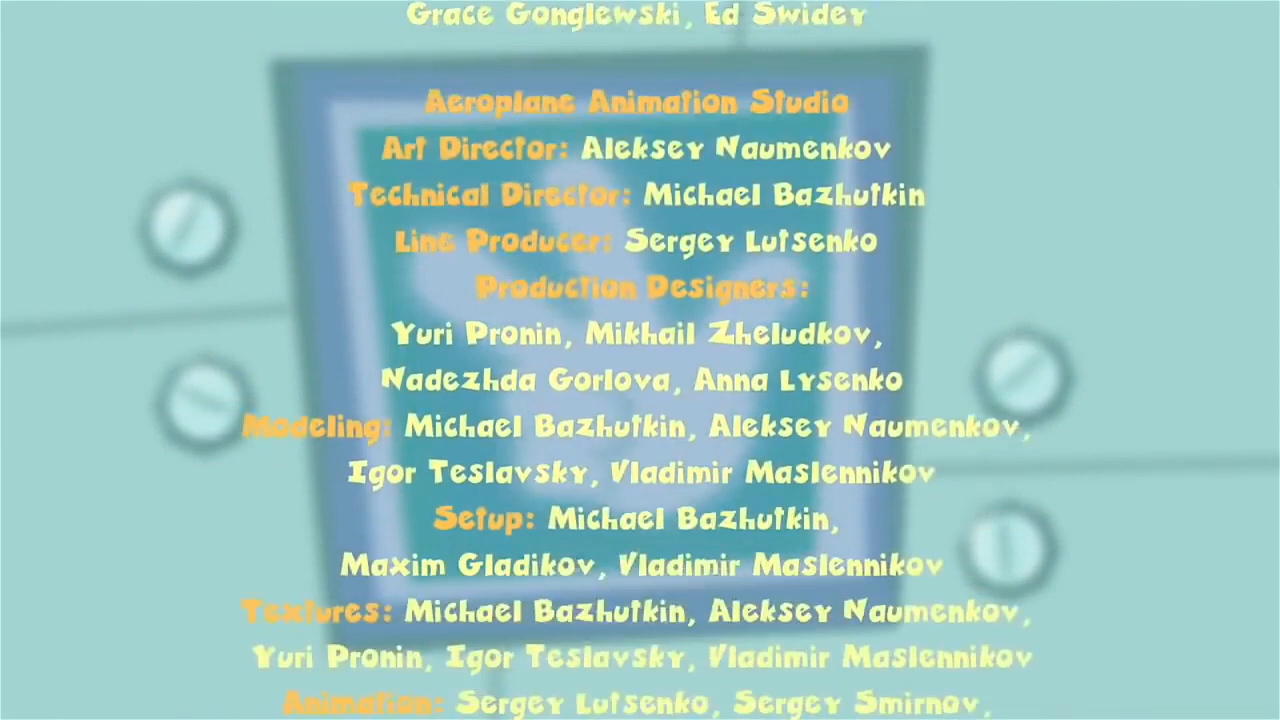 Grace Gonglewski, Ed Swidey
Aeroplane Animation Studio
Art Director: Aleksey Naumenkov
Technical Director: Michael Bazhutkin
Line Producer: Sergey Lutsenko
Production Designers:
Yuri Pronin, Mikhail Zheludkov,
Nadezhda Gorlova, Anna Lysenko
Modeling: Michael Bazhutkin, Aleksey Naumenkov,
Igor Teslavsky, Vladimir Maslennikov
Setup: Michael Bazhutkin,
Maxim Gladikov, Vladimir Maslennikov
Textures: Michael Bazhutkin, Aleksey Naumenkov,
Yuri Pronin, Igor Teslavsky, Vladimir Maslennikov
Animation: Sergey Lutsenko, Sergey Smirnov,